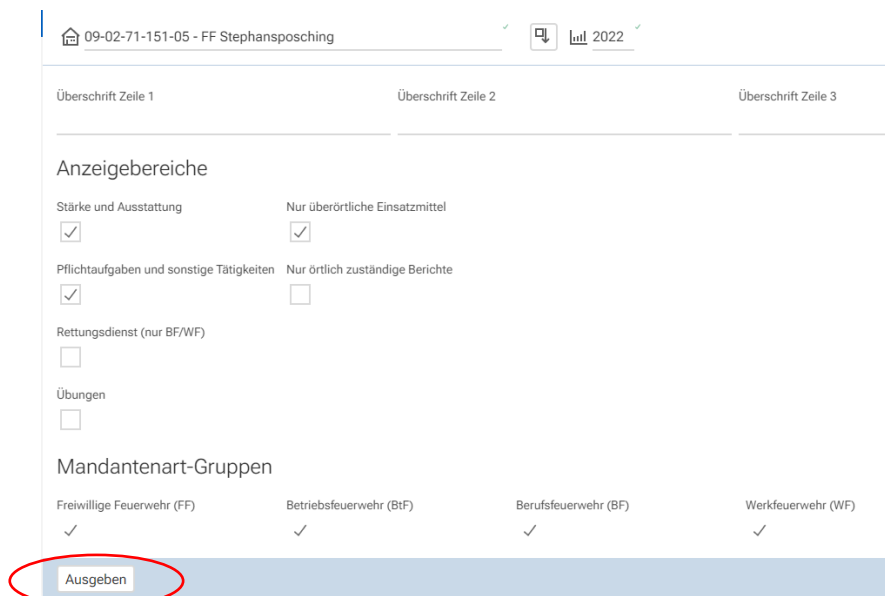 09-02-71-151-05 - FF Stephansposching 2022
Überschrift Zeile 1 Überschrift Zeile 2 Überschrift Zeile 3
Anzeigebereiche
Stärke und Ausstattung Nur überörtliche Einsatzmittel
Pflichtaufgaben und sonstige Tätigkeiten Nur örtlich zuständige Berichte
Rettungsdienst (nur BF/WF)
Übungen
Mandantenart-Gruppen
Freiwillige Feuerwehr (FF) Betriebsfeuerwehr (BtF) Berufsfeuerwehr (BF) Werkfeuerwehr (WF)
Ausgeben